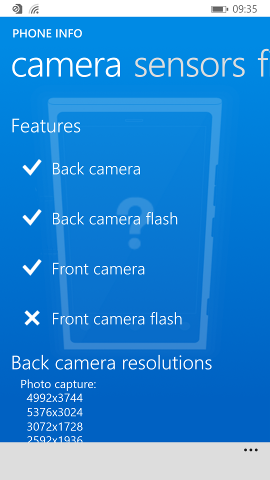 09:35
PHONE INFO
camera sensors f
Features
Back camera
Back camera flash
Front camera
Front camera flash
Back camera resolutions
Photo capture:
4992x3744
5376x3024
3072x1728
2592x1936